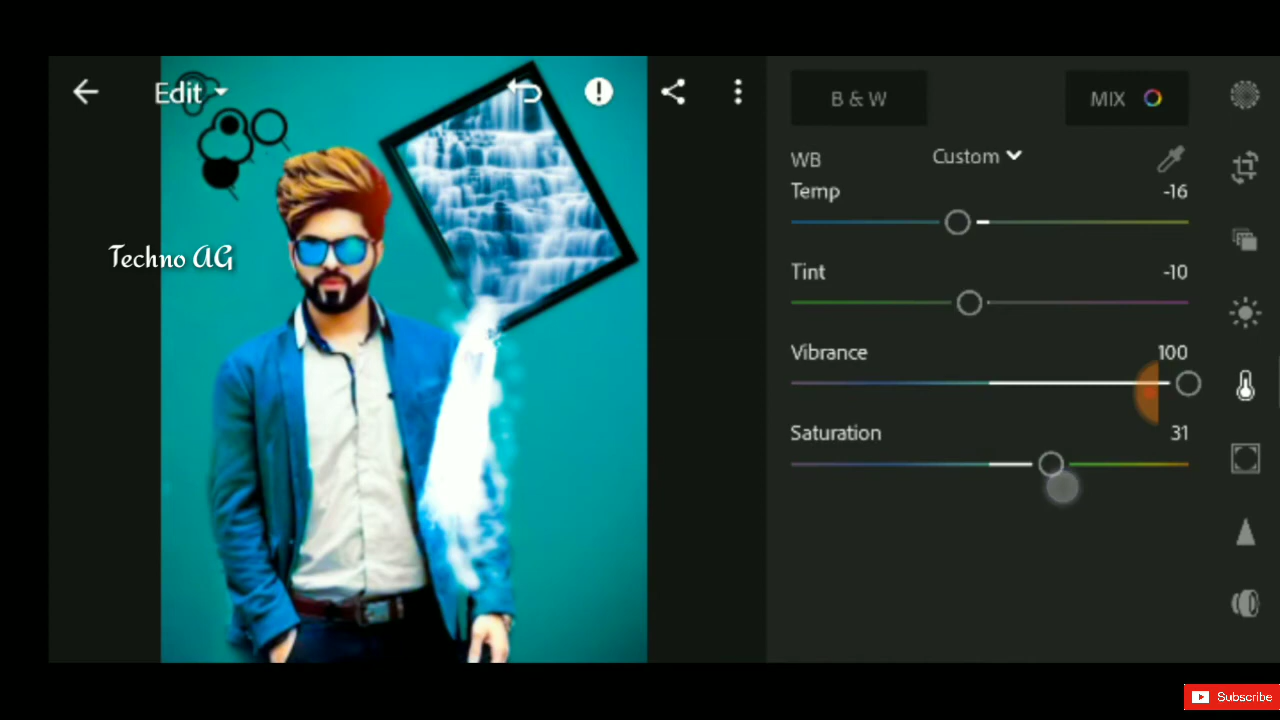 Edit
B & W
MIX
WB
Custom
Temp
-16
Tint
-10
Vibrance
100
Saturation
31
Techno AG
Subscribe